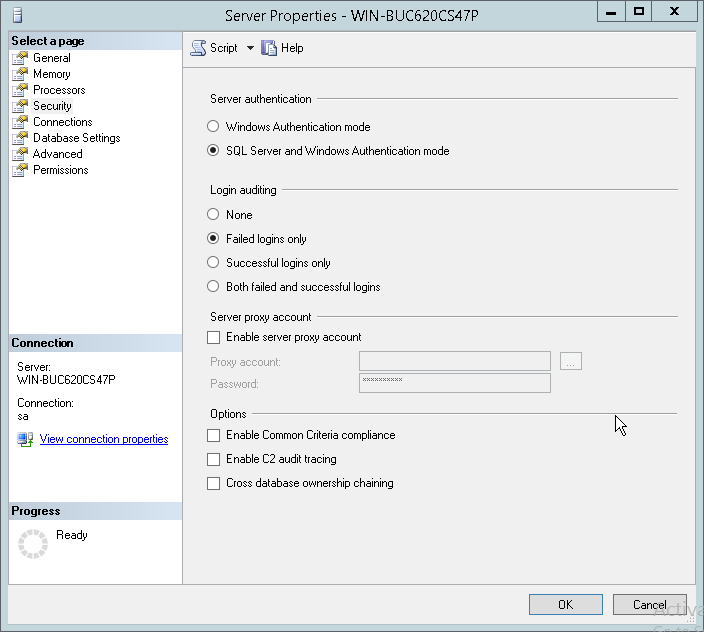 Server Properties - WIN-BUC620CS47P
Select a page
General
Memory
Processors
Security
Connections
Database Settings
Advanced
Permissions
Connection
Server:
WIN-BUC620CS47P
Connection:
sa
View connection properties
Progress
Ready
Script
Help
Server authentication
Windows Authentication mode
SQL Server and Windows Authentication mode
Login auditing
None
Failed logins only
Successful logins only
Both failed and successful logins
Server proxy account
Enable server proxy account
Proxy account:
...
Password:
**********
Options
Enable Common Criteria compliance
Enable C2 audit tracing
Cross database ownership chaining
OK
Cancel